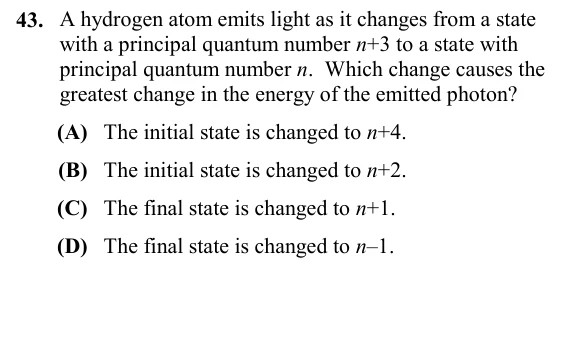 43. A hydrogen atom emits light as it changes from a state
with a principal quantum number n+3 to a state with
principal quantum number n. Which change causes the
greatest change in the energy of the emitted photon?
(A) The initial state is changed to n+4.
(B) The initial state is changed to n+2.
(C) The final state is changed to n+1.
(D) The final state is changed to n–1.